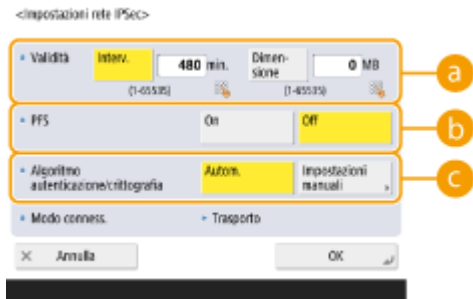 <Impostazioni rete IPSec>
• Validità Interv. 480 min. Dimen-
sione 0 MB
(1-65535) (1-65535)
a
• PFS On Off
b
• Algoritmo
autenticazione/crittografia Autom. Impostazioni
manuali
c
• Modo conness. • Trasporto
× Annulla OK